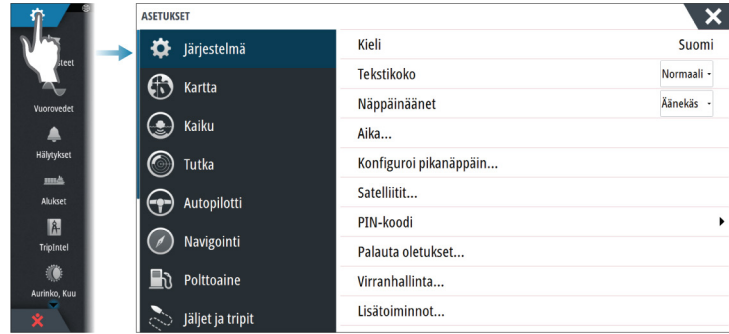 steet
Vuorovedet
Hälytykset
Alukset
TripIntel
Aurinko, Kuu
ASETUKSET
Järjestelmä
Kartta
Kaiku
Tutka
Autopilotti
Navigointi
Polttoaine
Jäljet ja tripit
Kieli Suomi
Tekstikoko Normaali
Näppäinäänet Äänekäs
Aika...
Konfiguroi pikanäppäin...
Satelliitit...
PIN-koodi
Palauta oletukset...
Virranhallinta...
Lisätoiminnot...